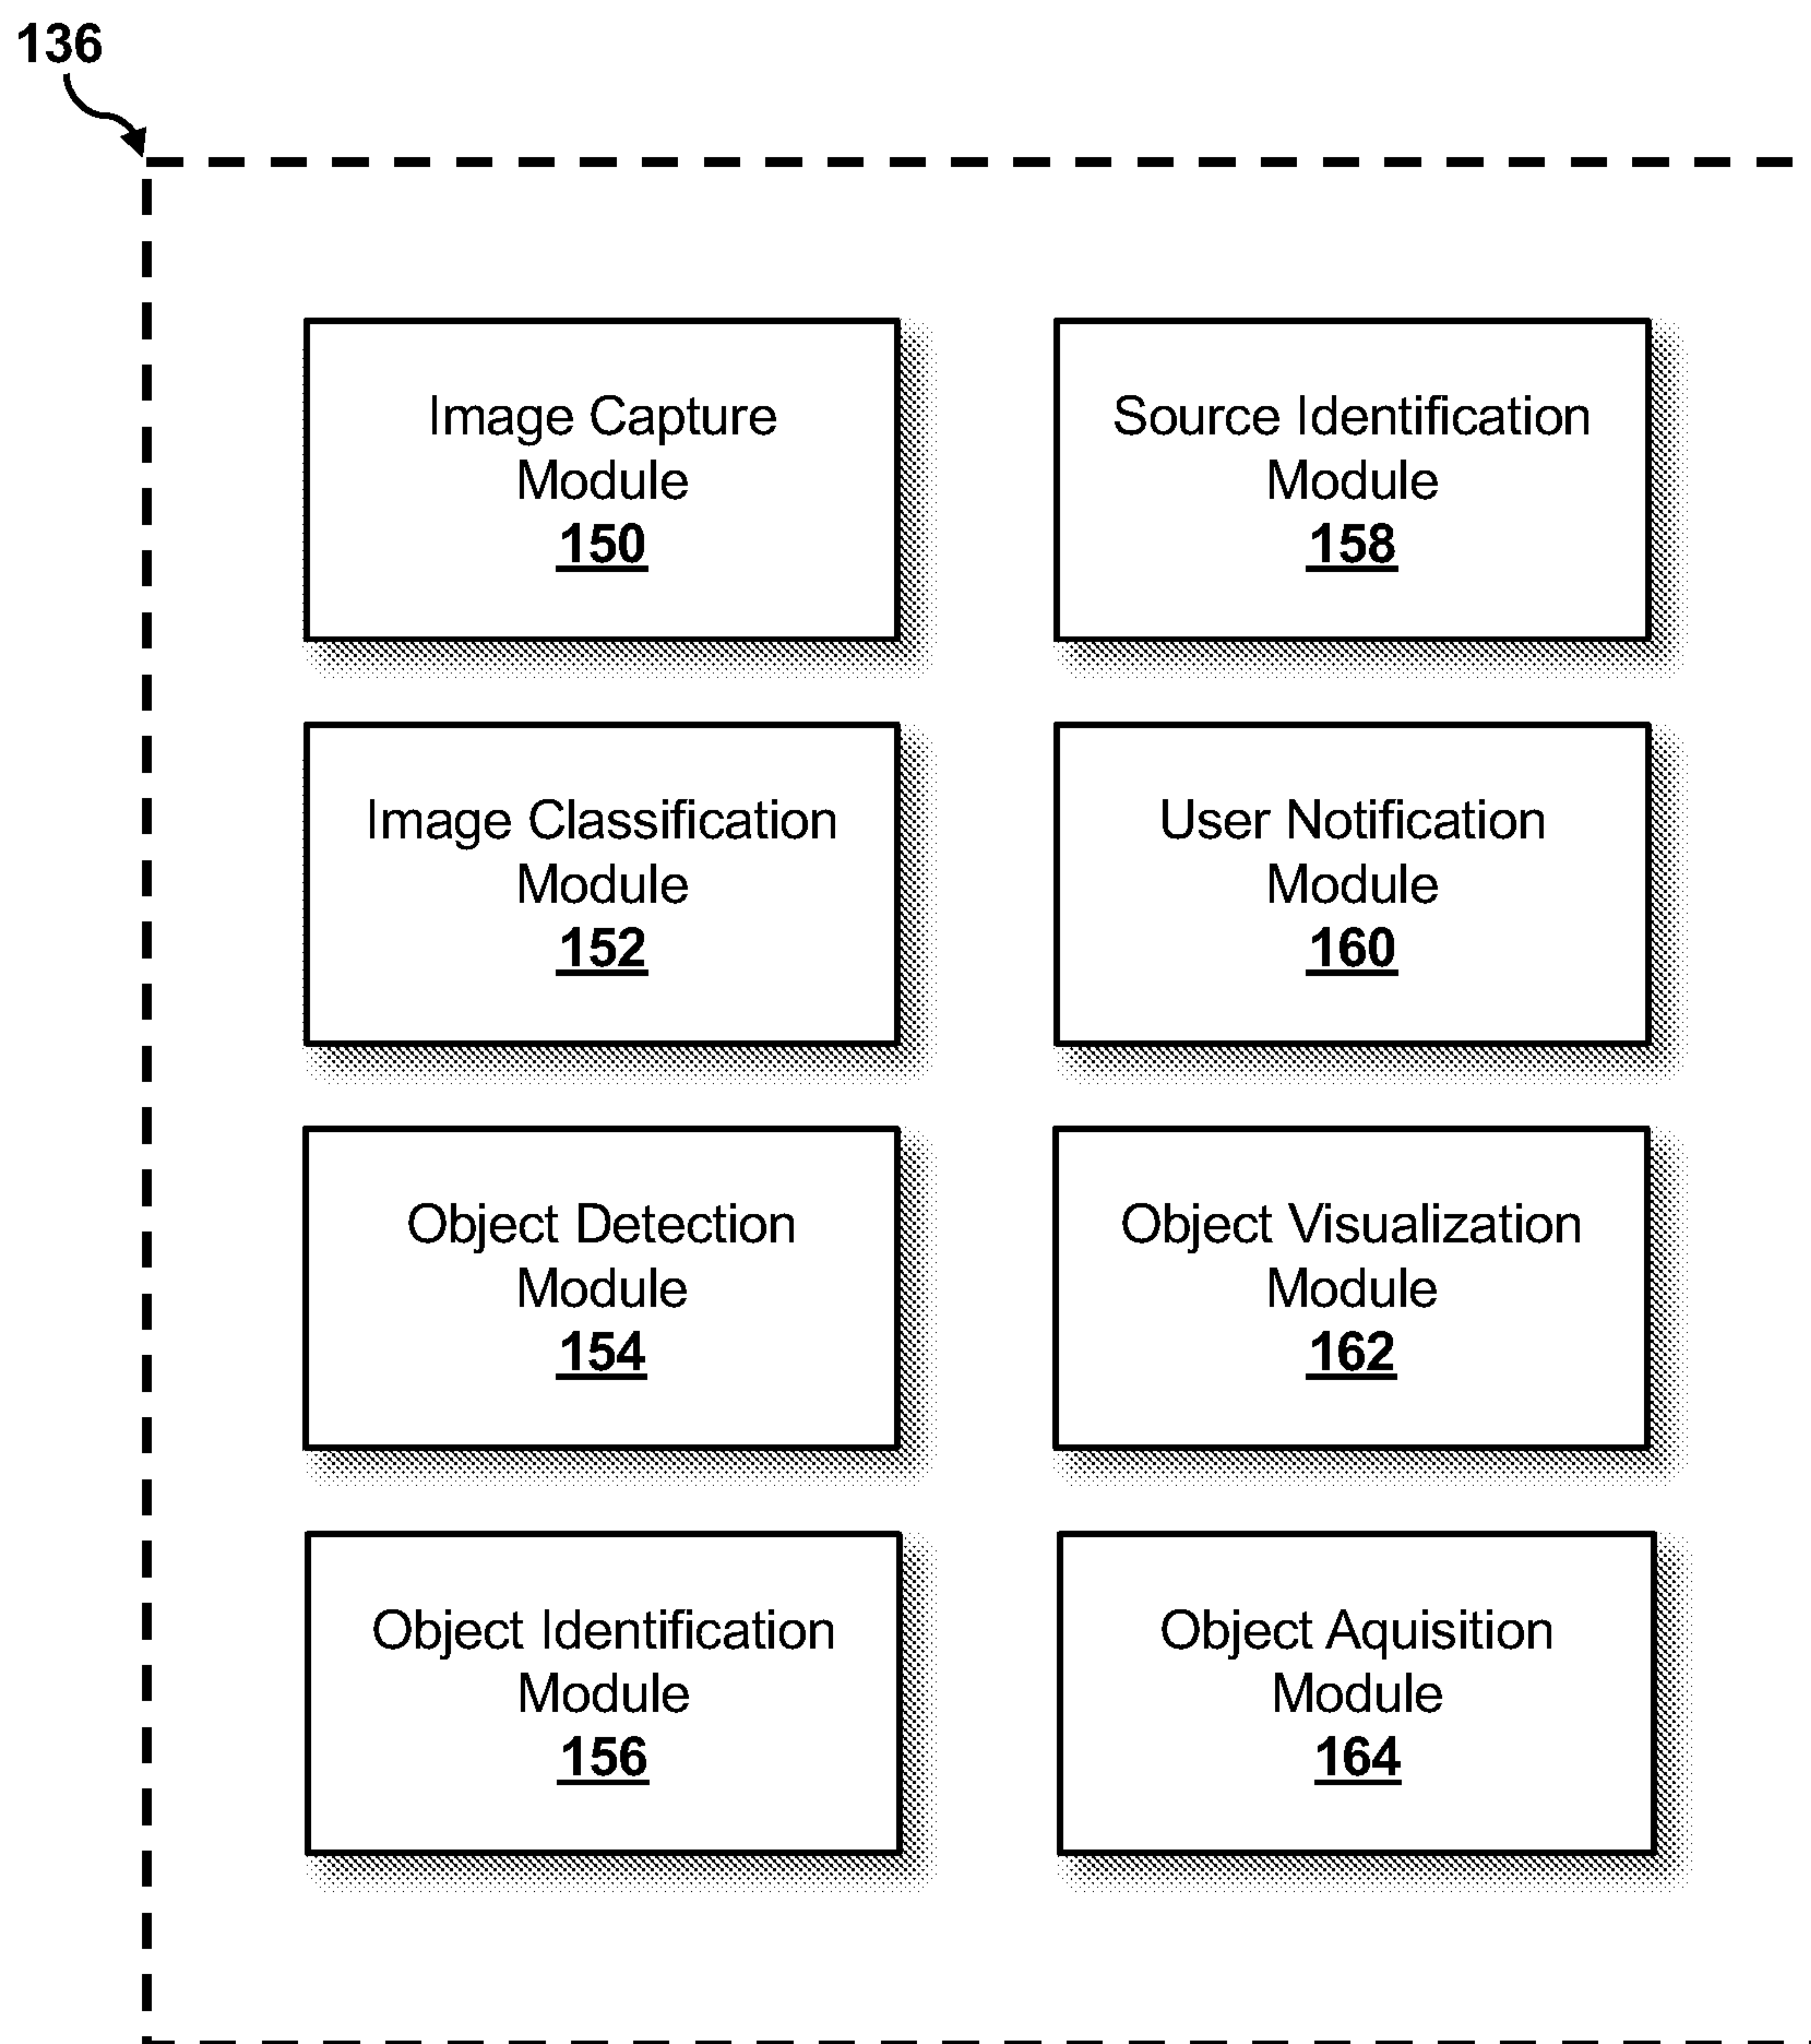 136
Image Capture
Module
150
Source Identification
Module
158
Image Classification
Module
152
User Notification
Module
160
Object Detection
Module
154
Object Visualization
Module
162
Object Identification
Module
156
Object Aquisition
Module
164